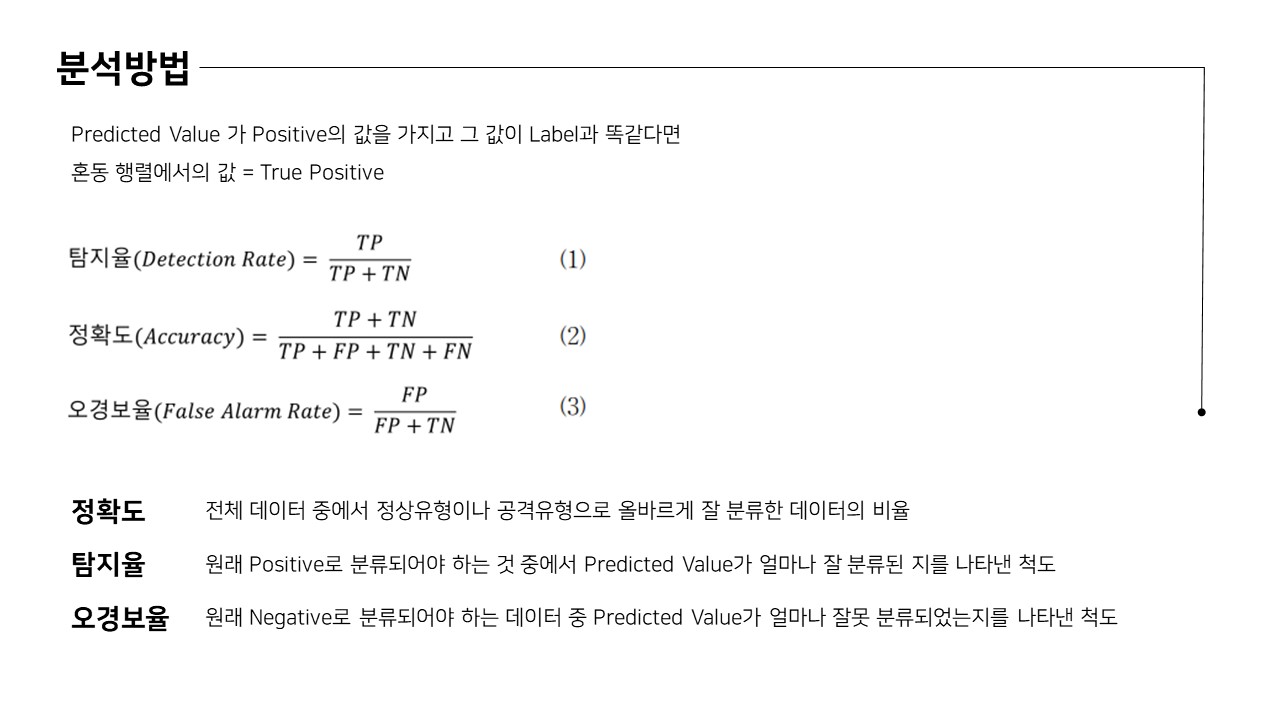 분석방법
Predicted Value 가 Positive의 값을 가지고 그 값이 Label과 똑같다면
혼동 행렬에서의 값 = True Positive
탐지율(Detection Rate) = TP / TP + TN (1)
정확도(Accuracy) = TP + TN / TP + FP + TN + FN (2)
오경보율(False Alarm Rate) = FP / FP + TN (3)
정확도 전체 데이터 중에서 정상유형이나 공격유형으로 올바르게 잘 분류한 데이터의 비율
탐지율 원래 Positive로 분류되어야 하는 것 중에서 Predicted Value가 얼마나 잘 분류된 지를 나타낸 척도
오경보율 원래 Negative로 분류되어야 하는 데이터 중 Predicted Value가 얼마나 잘못 분류되었는지를 나타낸 척도